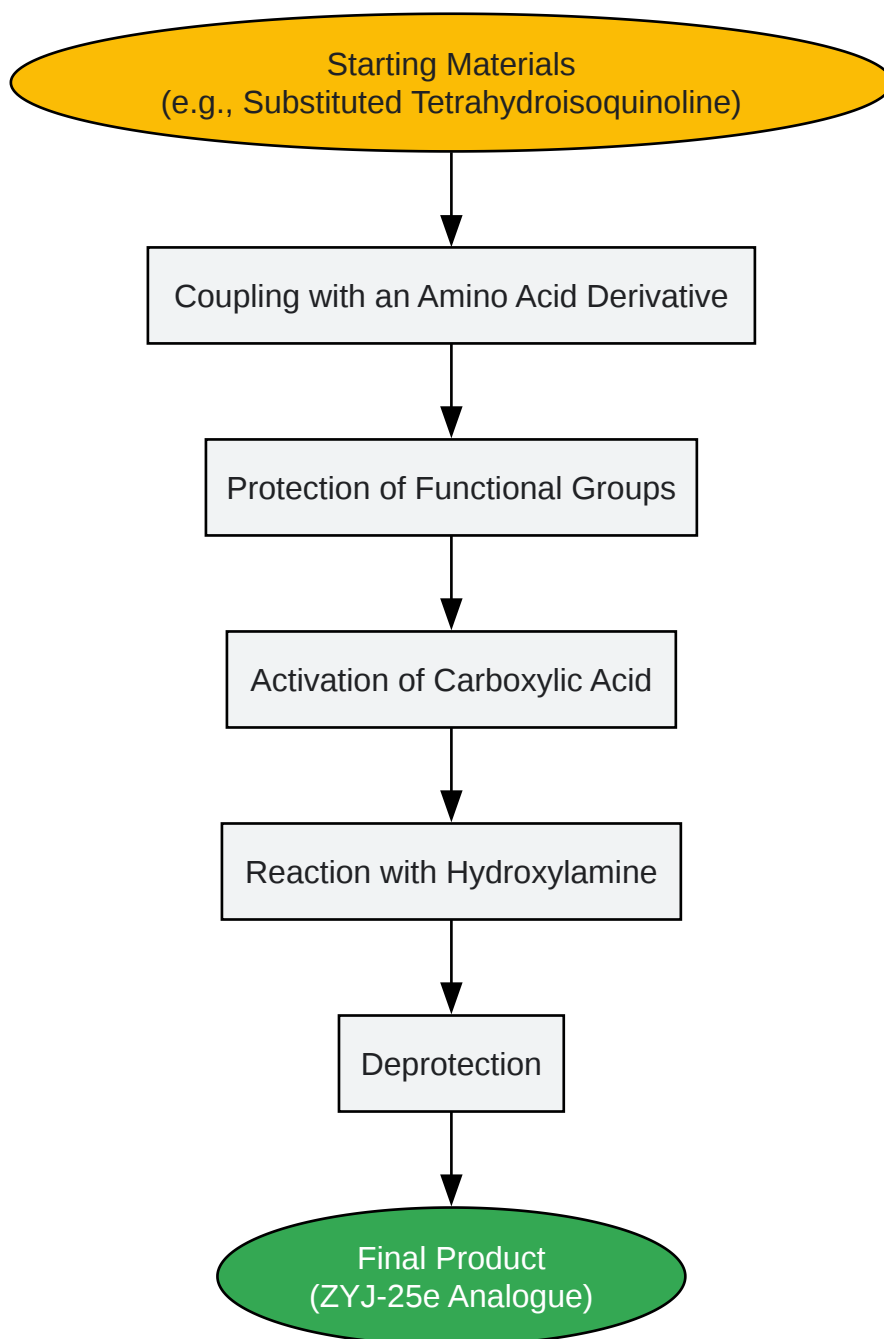 Starting Materials
(e.g., Substituted Tetrahydroisoquinoline)
Coupling with an Amino Acid Derivative
Protection of Functional Groups
Activation of Carboxylic Acid
Reaction with Hydroxylamine
Deprotection
Final Product
(ZYJ-25e Analogue)